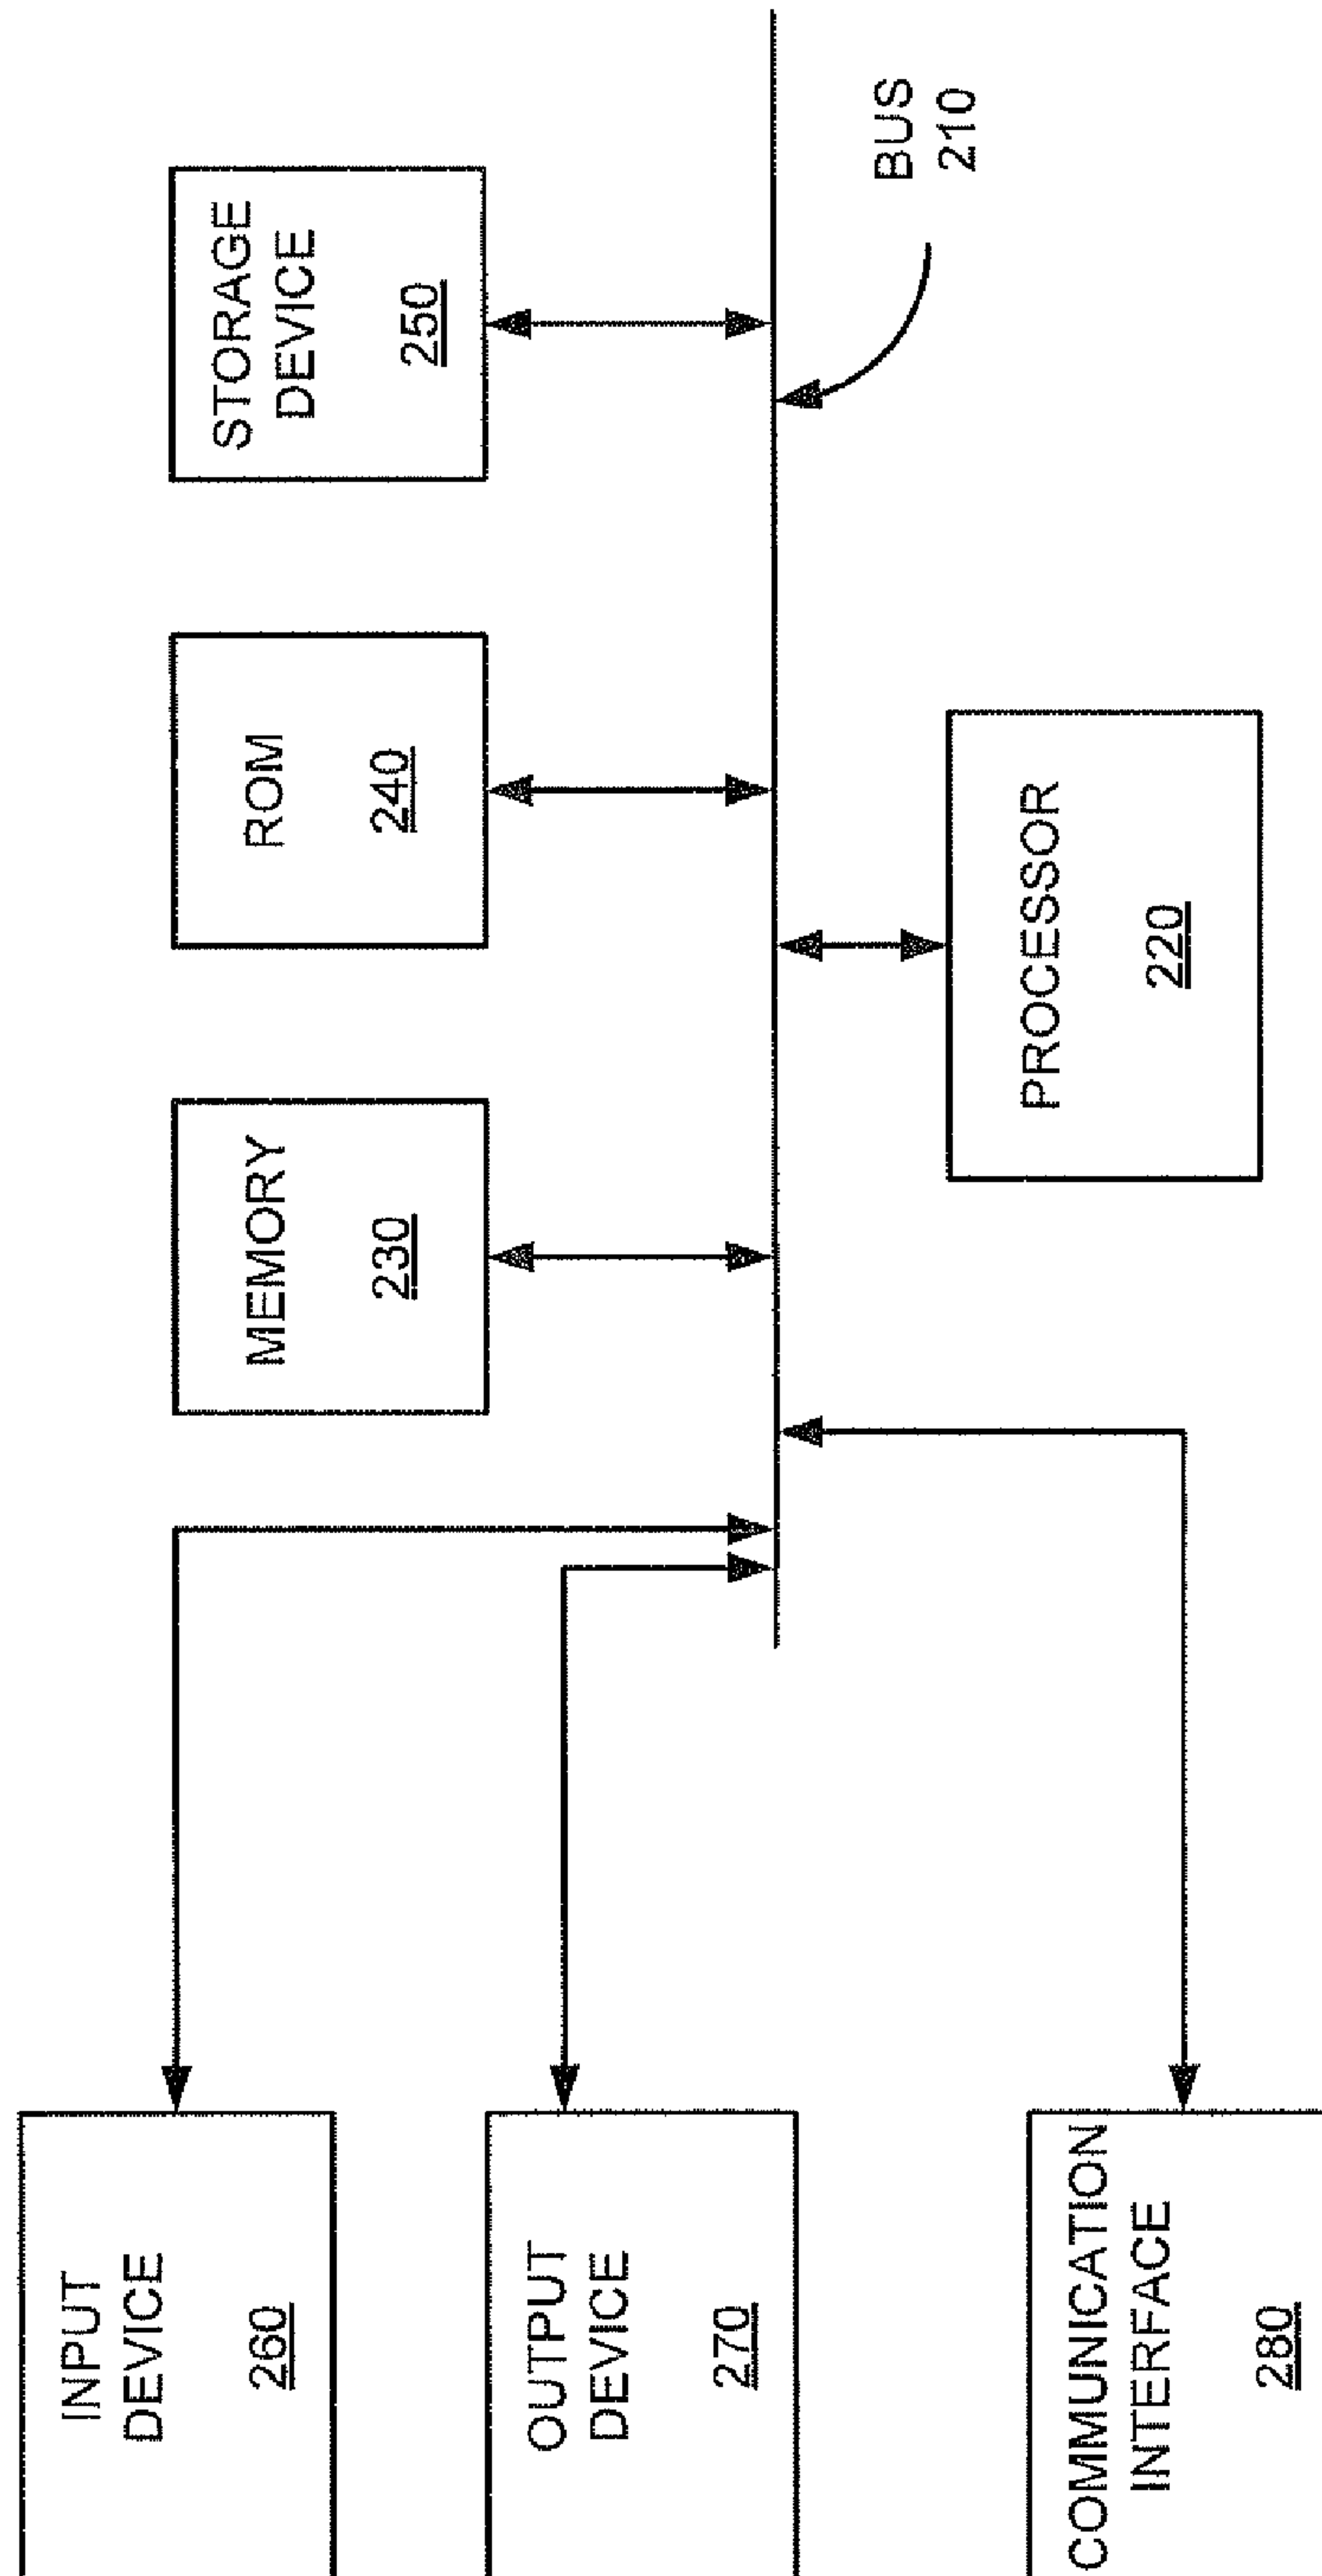 INPUT
DEVICE
260
OUTPUT
DEVICE
270
COMMUNICATION
INTERFACE
280
MEMORY
230
ROM
240
STORAGE
DEVICE
250
PROCESSOR
220
BUS
210